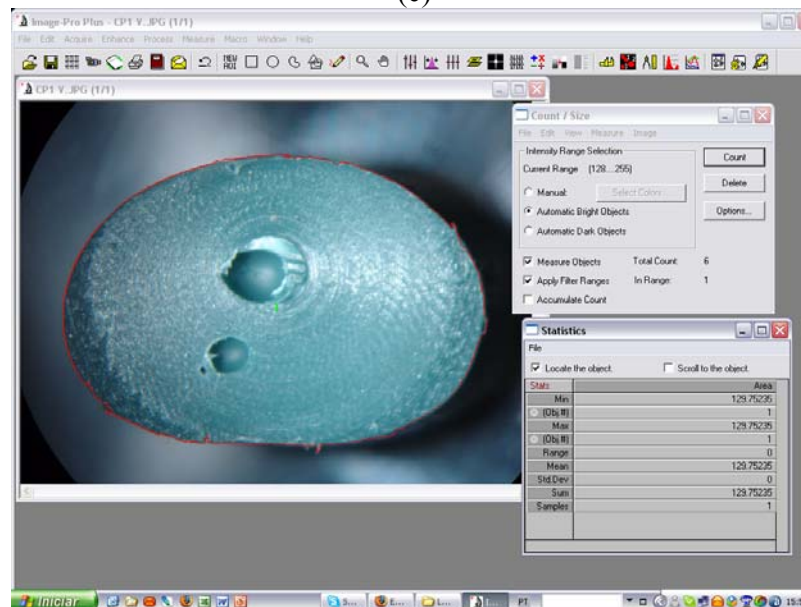 Image-Pro Plus - CP1 V..JPG (1/1)
File Edit Acquire Enhance Process Measure Macro Window Help
NEW
AOI
CP1 V..JPG (1/1)
Count / Size
File Edit View Measure Image
Intensity Range Selection
Current Range (128...255)
Manual: Select Colors...
Automatic Bright Objects
Automatic Dark Objects
Count
Delete
Options...
Measure Objects Total Count: 6
Apply Filter Ranges In Range: 1
Accumulate Count
Statistics
File
Locate the object. Scroll to the object.
Stats Area
Min 129.75235
(Obj.#) 1
Max 129.75235
(Obj.#) 1
Range 0
Mean 129.75235
Std.Dev 0
Sum 129.75235
Samples 1
Iniciar S... E... L... I... PT